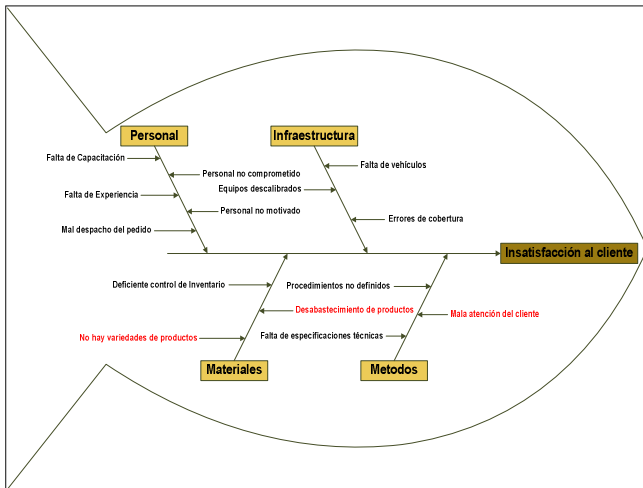 Personal
Infraestructura
Falta de Capacitación
Falta de vehículos
Personal no comprometido
Equipos descalibrados
Falta de Experiencia
Personal no motivado
Errores de cobertura
Mal despacho del pedido
Insatisfacción al cliente
Deficiente control de Inventario
Procedimientos no definidos
Desabastecimiento de productos
Mala atención del cliente
No hay variedades de productos
Falta de especificaciones técnicas
Materiales
Metodos